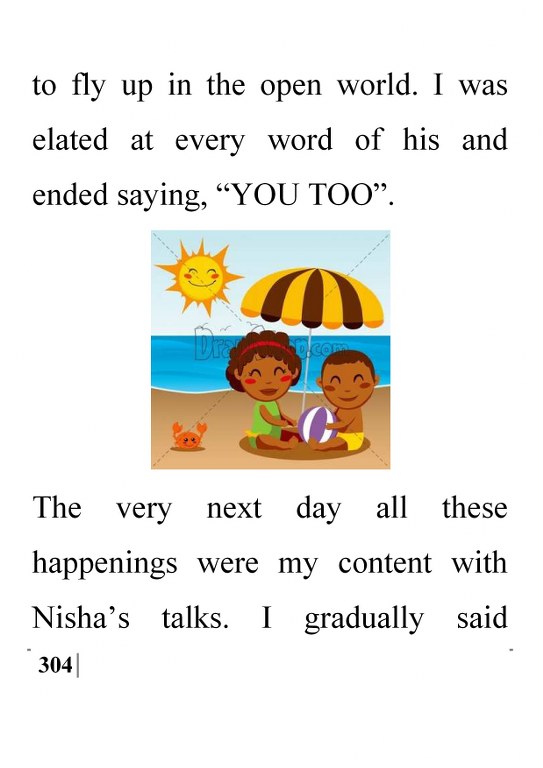 to fly up in the open world. I was
elated at every word of his and
ended saying, “YOU TOO”.
The very next day all these
happenings were my content with
Nisha’s talks. I gradually said
304|